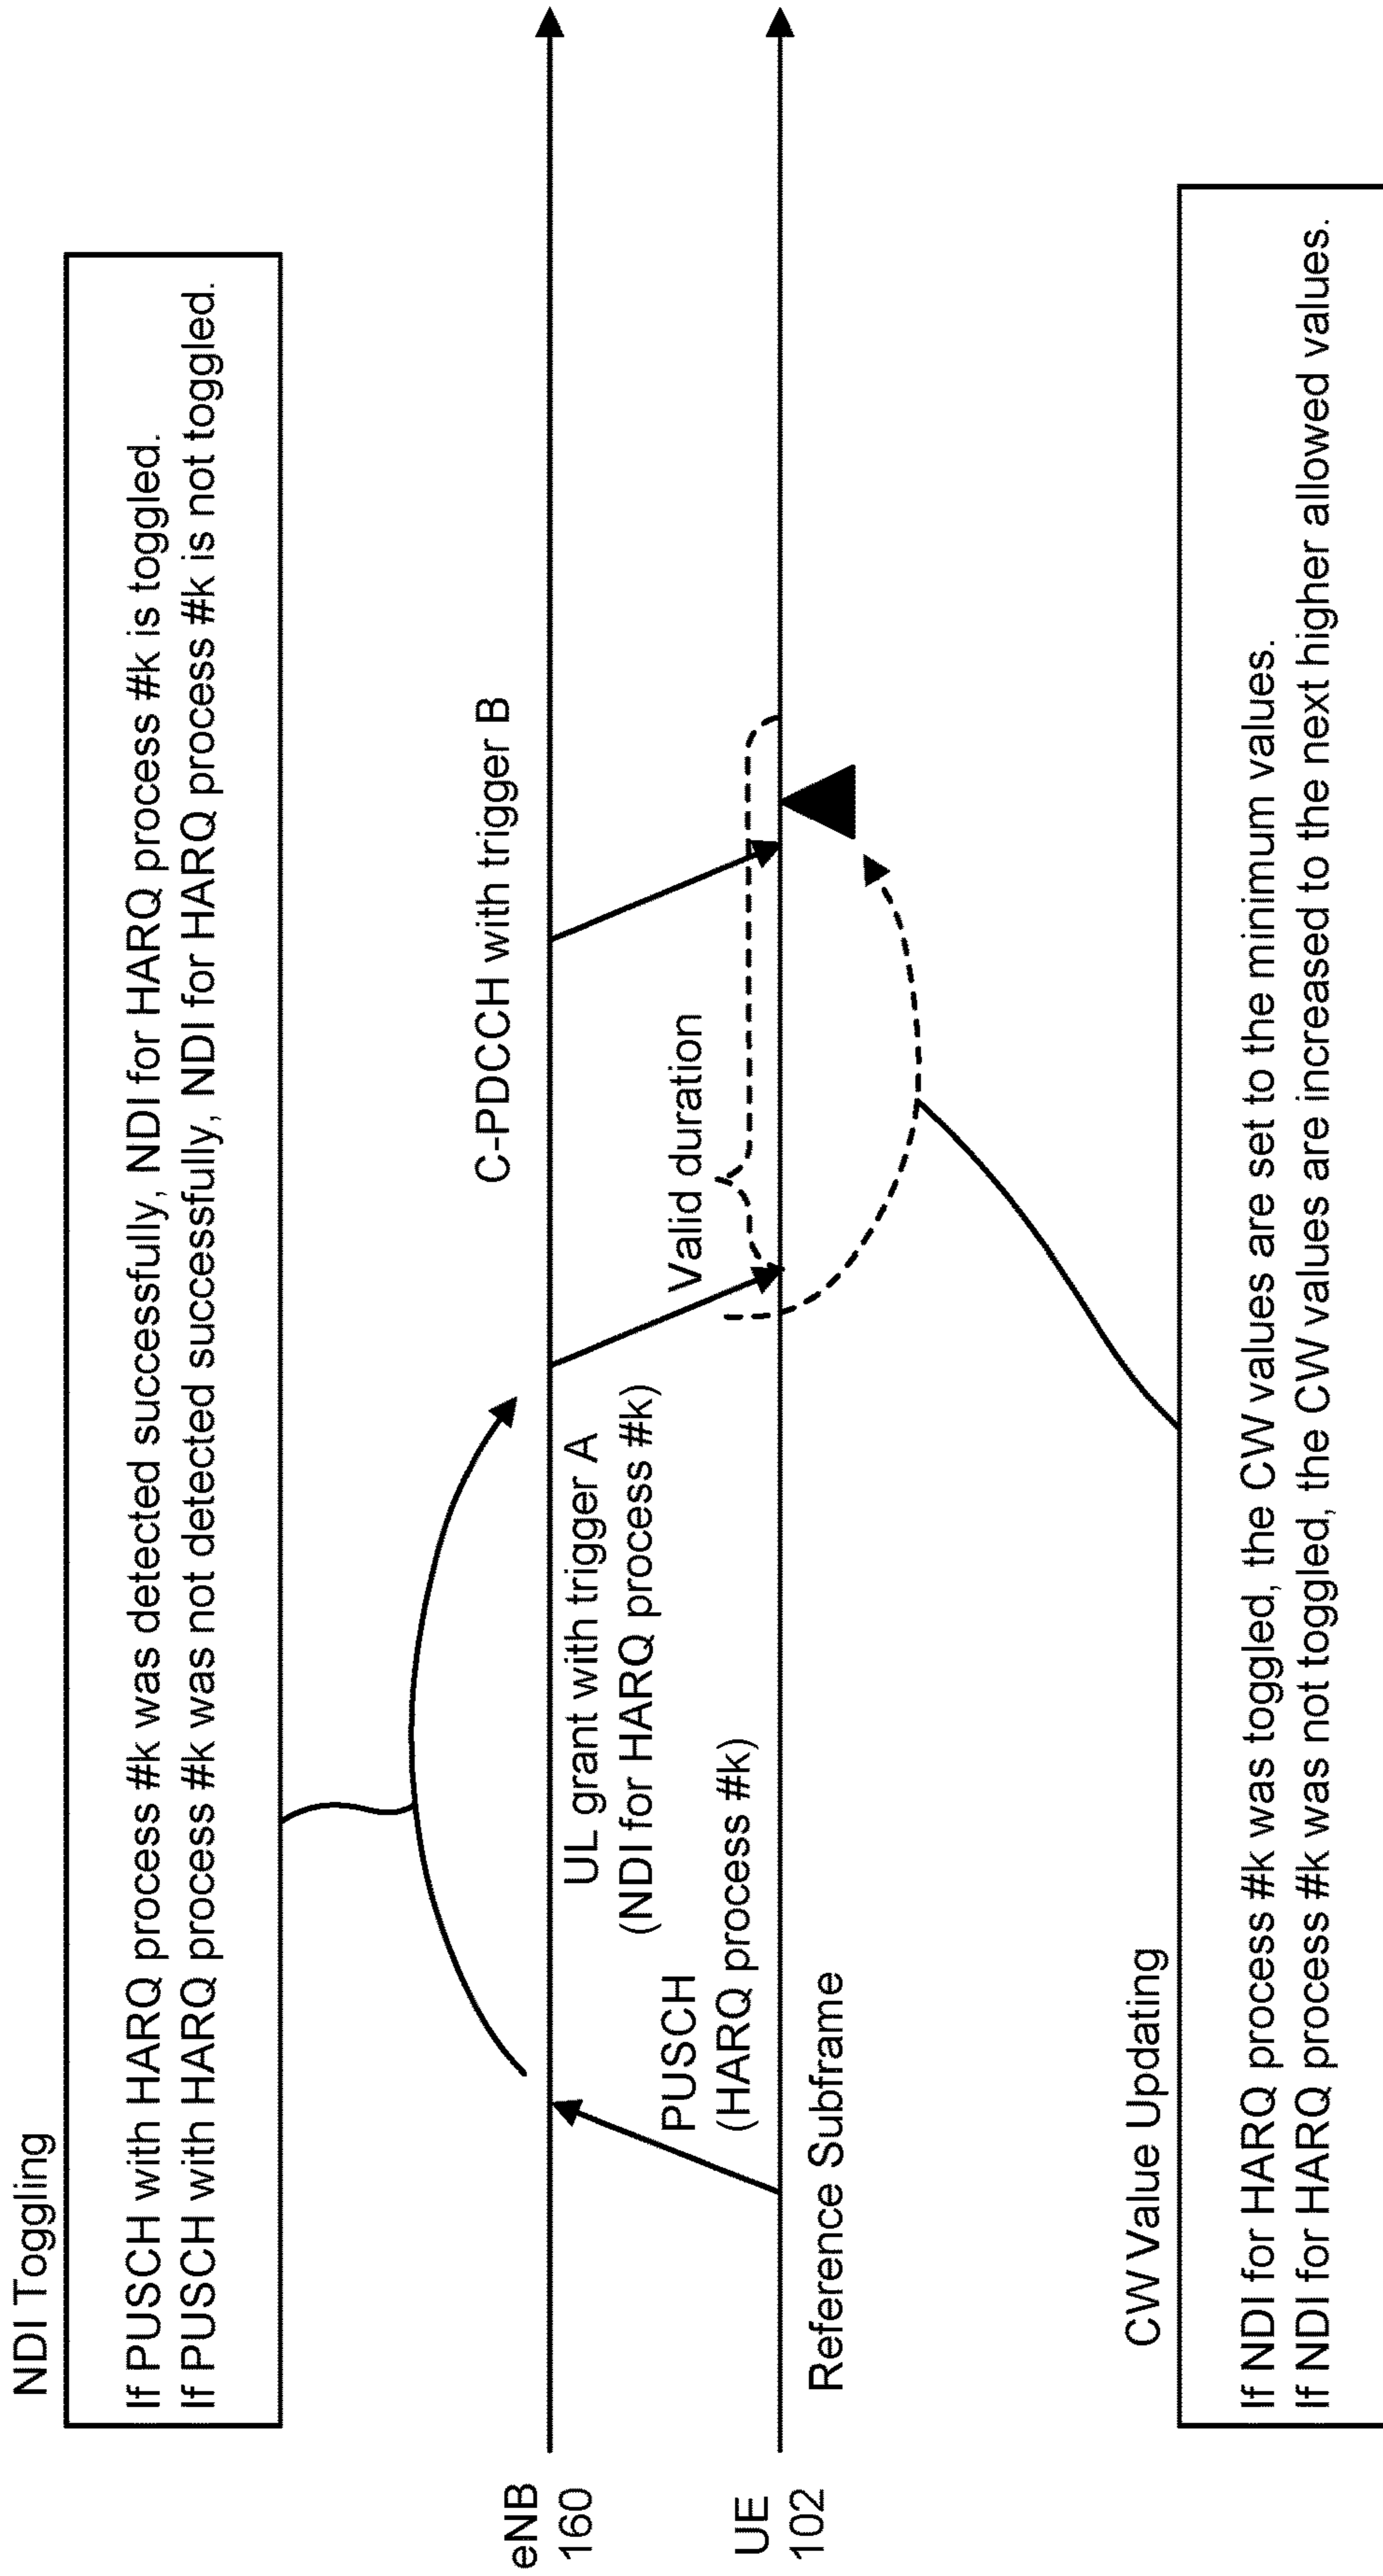 NDI Toggling
If PUSCH with HARQ process #k was detected successfully, NDI for HARQ process #k is toggled.
If PUSCH with HARQ process #k was not detected successfully, NDI for HARQ process #k is not toggled.
eNB
160
C-PDCCH with trigger B
UL grant with trigger A
(NDI for HARQ process #k)
Valid duration
PUSCH
(HARQ process #k)
UE
102
Reference Subframe
CW Value Updating
If NDI for HARQ process #k was toggled, the CW values are set to the minimum values.
If NDI for HARQ process #k was not toggled, the CW values are increased to the next higher allowed values.